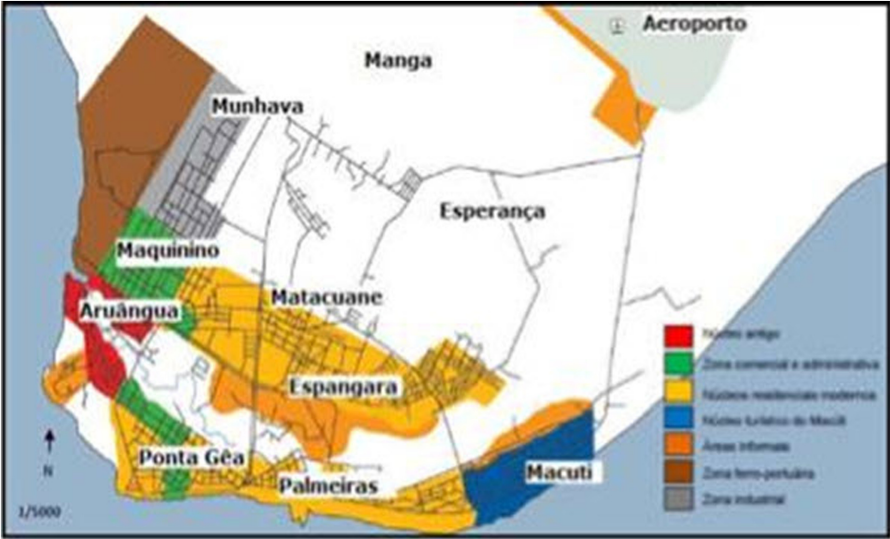 Aeroporto
Manga
Munhava
Esperança
Maquinino
Matacuane
Aruângua
Espangara
Ponta Gêa
Palmeiras
Macuti
Núcleo antigo
Zona comercial e administrativa
Núcleos residenciais modernos
Núcleo turístico do Macúti
Áreas informais
Zona ferro-portuária
Zona industrial
N
1/5000